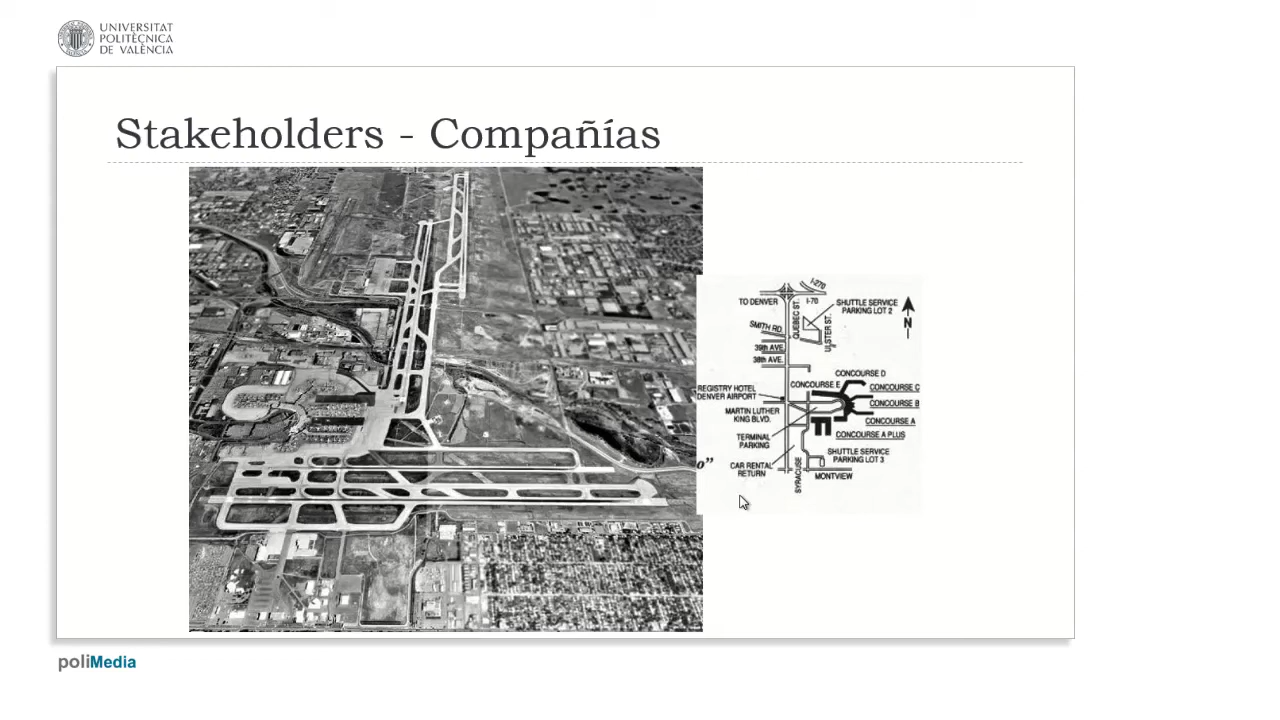 UNIVERSITAT
POLITÈCNICA
DE VALÈNCIA
Stakeholders - Compañías
I-270
TO DENVER
I-70
QUEBEC ST.
SHUTTLE SERVICE
PARKING LOT 2
ULSTER ST.
N
SMITH RD.
39th AVE.
38th AVE.
CONCOURSE D
CONCOURSE E
CONCOURSE C
REGISTRY HOTEL
DENVER AIRPORT
CONCOURSE B
MARTIN LUTHER
KING BLVD.
CONCOURSE A
TERMINAL
PARKING
CONCOURSE A PLUS
SHUTTLE SERVICE
PARKING LOT 3
o”
CAR RENTAL
RETURN
SYRACUSE
MONTVIEW
poliMedia